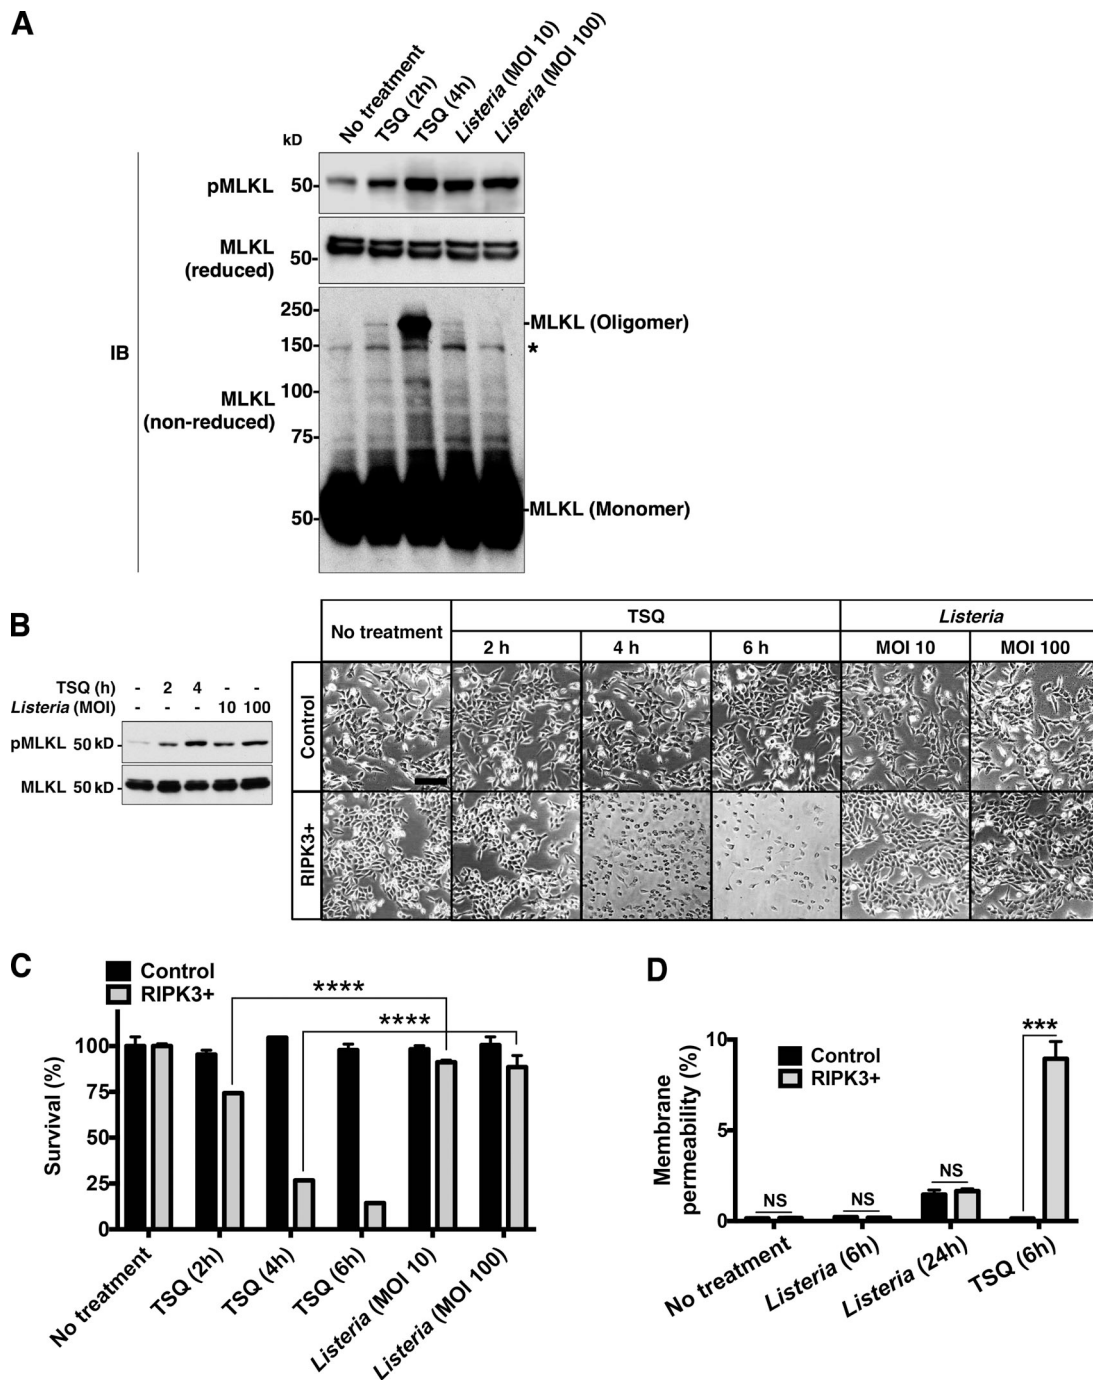 A
No treatment
TSQ (2h)
TSQ (4h)
Listeria (MOI 10)
Listeria (MOI 100)
kD
IB
pMLKL
50
MLKL
(reduced)
50
MLKL
(non-reduced)
250
150
100
75
50
MLKL (Oligomer)
*
MLKL (Monomer)
B
TSQ (h) - 2 4 - -
Listeria (MOI) - - - 10 100
pMLKL 50 kD
MLKL 50 kD
No treatment
TSQ
Listeria
2 h
4 h
6 h
MOI 10
MOI 100
Control
RIPK3+
C
Control
RIPK3+
****
****
Survival (%)
100
75
50
25
0
No treatment
TSQ (2h)
TSQ (4h)
TSQ (6h)
Listeria (MOI 10)
Listeria (MOI 100)
D
Control
RIPK3+
***
Membrane
permeability (%)
10
5
0
NS
NS
NS
No treatment
Listeria (6h)
Listeria (24h)
TSQ (6h)